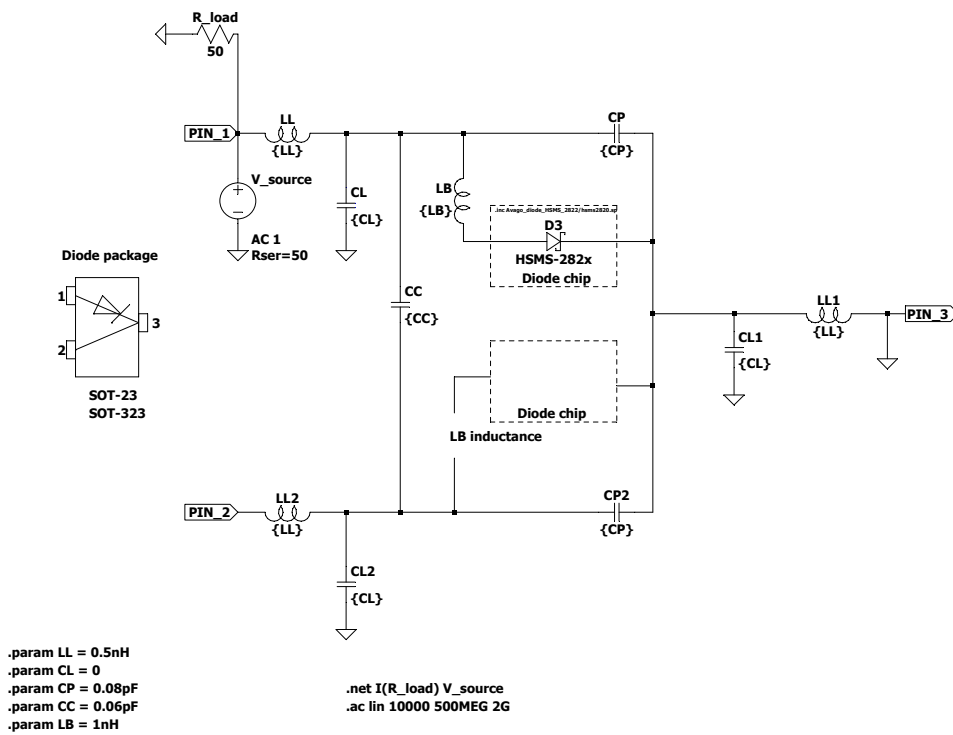 R_load
50
PIN_1
LL
{LL}
CP
{CP}
V_source
AC 1
Rser=50
CL
{CL}
LB
{LB}
.inc Avago_diode_HSMS_2822/hsms2820.sp
D3
HSMS-282x
Diode chip
Diode package
1
2
3
SOT-23
SOT-323
CC
{CC}
LL1
{LL}
PIN_3
CL1
{CL}
Diode chip
LB inductance
PIN_2
LL2
{LL}
CP2
{CP}
CL2
{CL}
.param LL = 0.5nH
.param CL = 0
.param CP = 0.08pF
.param CC = 0.06pF
.param LB = 1nH
.net I(R_load) V_source
.ac lin 10000 500MEG 2G